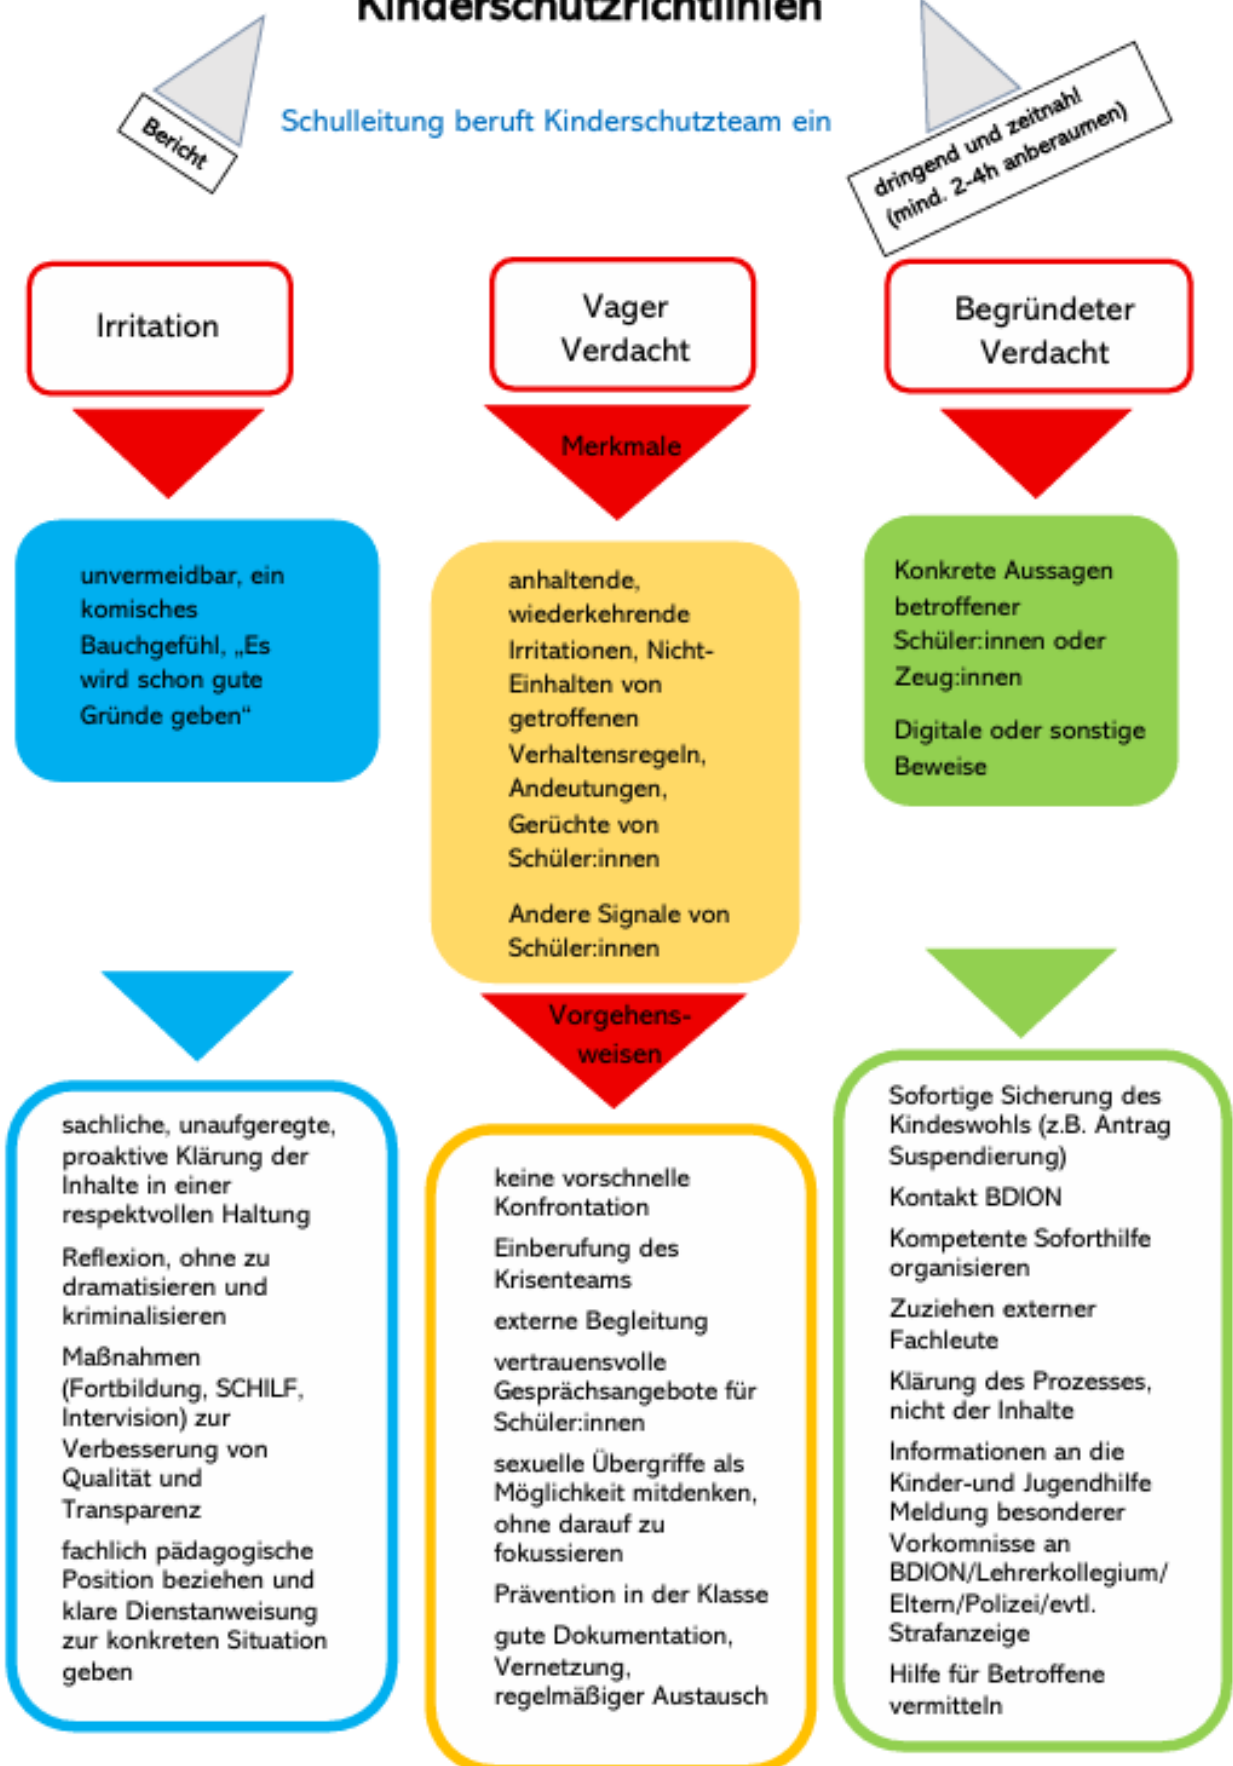 Kinderschutzrichtlinien
Bericht
Schulleitung beruft Kinderschutzteam ein
dringend und zeitnah!
(mind. 2-4h anberaumen)
Irritation
Vager
Verdacht
Begründeter
Verdacht
Merkmale
unvermeidbar, ein
komisches
Bauchgefühl, „Es
wird schon gute
Gründe geben“
anhaltende,
wiederkehrende
Irritationen, Nicht-
Einhalten von
getroffenen
Verhaltensregeln,
Andeutungen,
Gerüchte von
Schüler:innen
Andere Signale von
Schüler:innen
Konkrete Aussagen
betroffener
Schüler:innen oder
Zeug:innen
Digitale oder sonstige
Beweise
Vorgehens-
weisen
sachliche, unaufgeregte,
proaktive Klärung der
Inhalte in einer
respektvollen Haltung
Reflexion, ohne zu
dramatisieren und
kriminalisieren
Maßnahmen
(Fortbildung, SCHILF,
Intervision) zur
Verbesserung von
Qualität und
Transparenz
fachlich pädagogische
Position beziehen und
klare Dienstanweisung
zur konkreten Situation
geben
keine vorschnelle
Konfrontation
Einberufung des
Krisenteams
externe Begleitung
vertrauensvolle
Gesprächsangebote für
Schüler:innen
sexuelle Übergriffe als
Möglichkeit mitdenken,
ohne darauf zu
fokussieren
Prävention in der Klasse
gute Dokumentation,
Vernetzung,
regelmäßiger Austausch
Sofortige Sicherung des
Kindeswohls (z.B. Antrag
Suspendierung)
Kontakt BDION
Kompetente Soforthilfe
organisieren
Zuziehen externer
Fachleute
Klärung des Prozesses,
nicht der Inhalte
Informationen an die
Kinder-und Jugendhilfe
Meldung besonderer
Vorkomnisse an
BDION/Lehrerkollegium/
Eltern/Polizei/evtl.
Strafanzeige
Hilfe für Betroffene
vermitteln